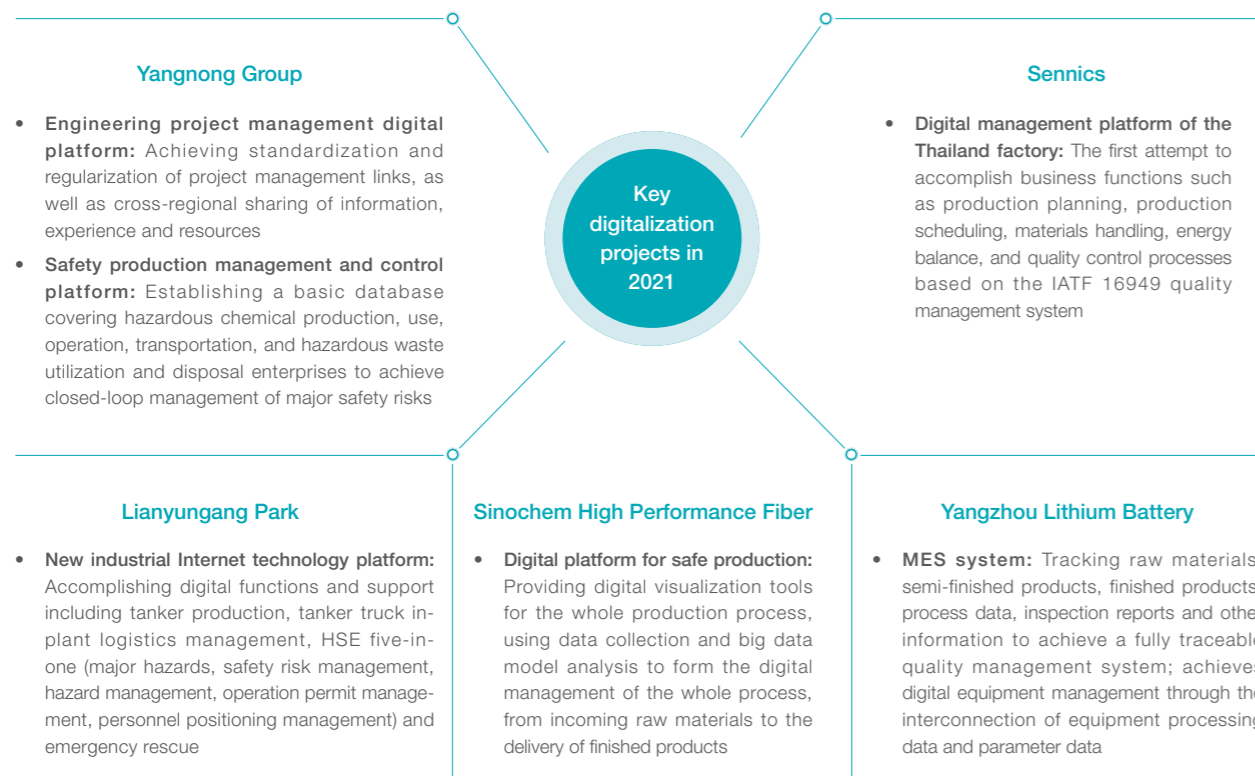 Yangnong Group
• Engineering project management digital
platform: Achieving standardization and
regularization of project management links, as
well as cross-regional sharing of information,
experience and resources
• Safety production management and control
platform: Establishing a basic database
covering hazardous chemical production, use,
operation, transportation, and hazardous waste
utilization and disposal enterprises to achieve
closed-loop management of major safety risks
Key
digitalization
projects in
2021
Sennics
• Digital management platform of the
Thailand factory: The first attempt to
accomplish business functions such
as production planning, production
scheduling, materials handling, energy
balance, and quality control processes
based on the IATF 16949 quality
management system
Lianyungang Park
• New industrial Internet technology platform:
Accomplishing digital functions and support
including tanker production, tanker truck in-
plant logistics management, HSE five-in-
one (major hazards, safety risk management,
hazard management, operation permit manage-
ment, personnel positioning management) and
emergency rescue
Sinochem High Performance Fiber
• Digital platform for safe production:
Providing digital visualization tools
for the whole production process,
using data collection and big data
model analysis to form the digital
management of the whole process,
from incoming raw materials to the
delivery of finished products
Yangzhou Lithium Battery
• MES system: Tracking raw materials
semi-finished products, finished products
process data, inspection reports and other
information to achieve a fully traceable
quality management system; achieves
digital equipment management through the
interconnection of equipment processing
data and parameter data